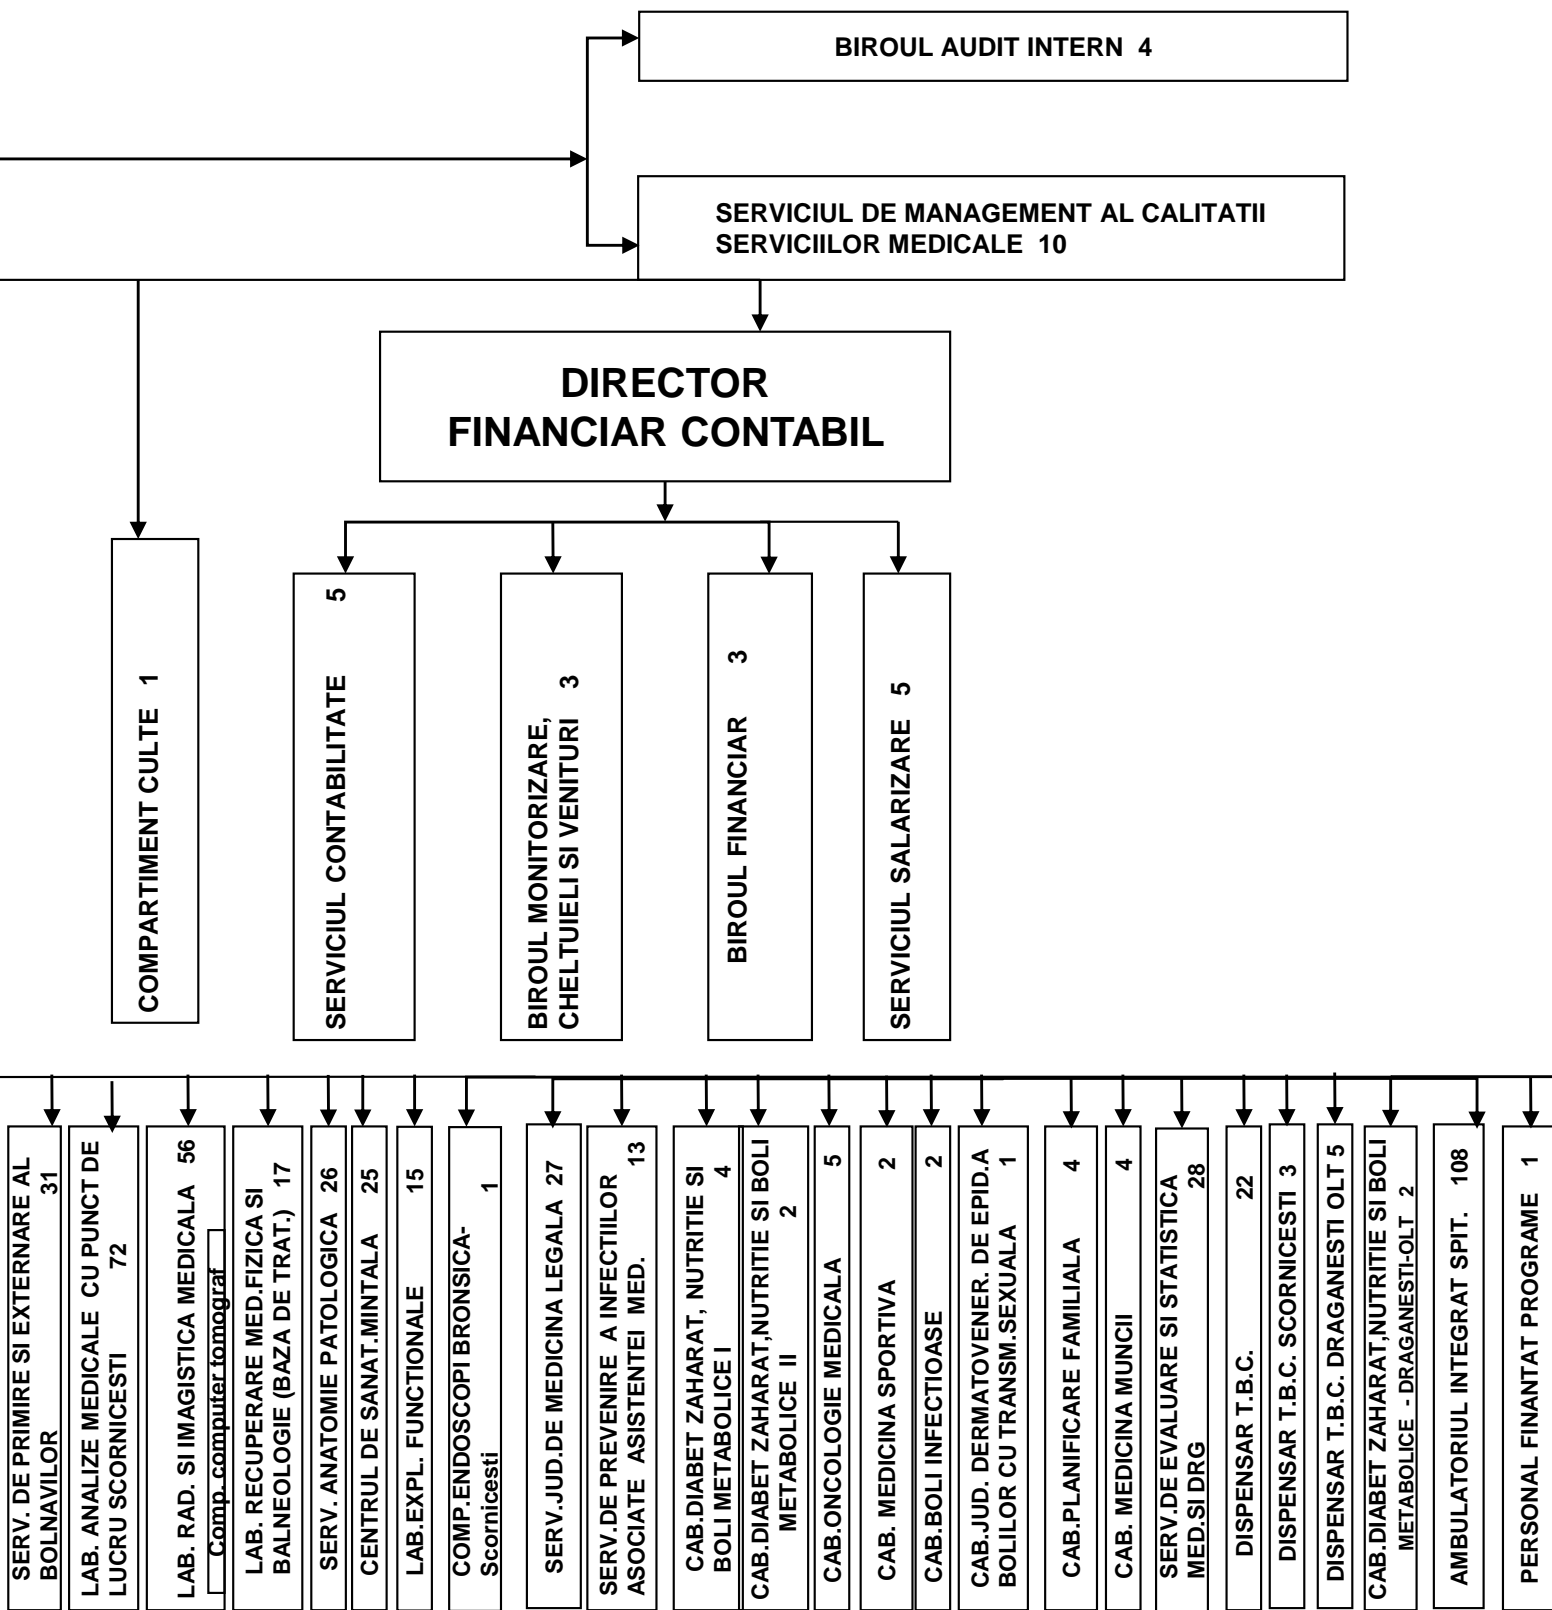 BIROUL AUDIT INTERN 4
SERVICIUL DE MANAGEMENT AL CALITATII
SERVICIILOR MEDICALE 10
DIRECTOR
FINANCIAR CONTABIL
COMPARTIMENT CULTE 1
SERVICIUL CONTABILITATE 5
BIROUL MONITORIZARE,
CHELTUIELI SI VENITURI 3
BIROUL FINANCIAR 3
SERVICIUL SALARIZARE 5
SERV. DE PRIMIRE SI EXTERNARE AL
BOLNAVILOR 31
LAB. ANALIZE MEDICALE CU PUNCT DE
LUCRU SCORNICESTI 72
LAB. RAD. SI IMAGISTICA MEDICALA 56
Comp. computer tomograf
LAB. RECUPERARE MED.FIZICA SI
BALNEOLOGIE (BAZA DE TRAT.) 17
SERV. ANATOMIE PATOLOGICA 26
CENTRUL DE SANAT.MINTALA 25
LAB.EXPL. FUNCTIONALE 15
COMP.ENDOSCOPI BRONSICA-
Scornicesti 1
SERV.JUD.DE MEDICINA LEGALA 27
SERV.DE PREVENIRE A INFECTIILOR
ASOCIATE ASISTENTEI MED. 13
CAB.DIABET ZAHARAT, NUTRITIE SI
BOLI METABOLICE I 4
CAB.DIABET ZAHARAT,NUTRITIE SI BOLI
METABOLICE II 2
CAB.ONCOLOGIE MEDICALA 5
CAB. MEDICINA SPORTIVA 2
CAB.BOLI INFECTIOASE 2
CAB.JUD. DERMATOVENER. DE EPID.A
BOLILOR CU TRANSM.SEXUALA 1
CAB.PLANIFICARE FAMILIALA 4
CAB. MEDICINA MUNCII 4
SERV.DE EVALUARE SI STATISTICA
MED.SI DRG 28
DISPENSAR T.B.C. 22
DISPENSAR T.B.C. SCORNICESTI 3
DISPENSAR T.B.C. DRAGANESTI OLT 5
CAB.DIABET ZAHARAT,NUTRITIE SI BOLI
METABOLICE - DRAGANESTI-OLT 2
AMBULATORIUL INTEGRAT SPIT. 108
PERSONAL FINANTAT PROGRAME 1